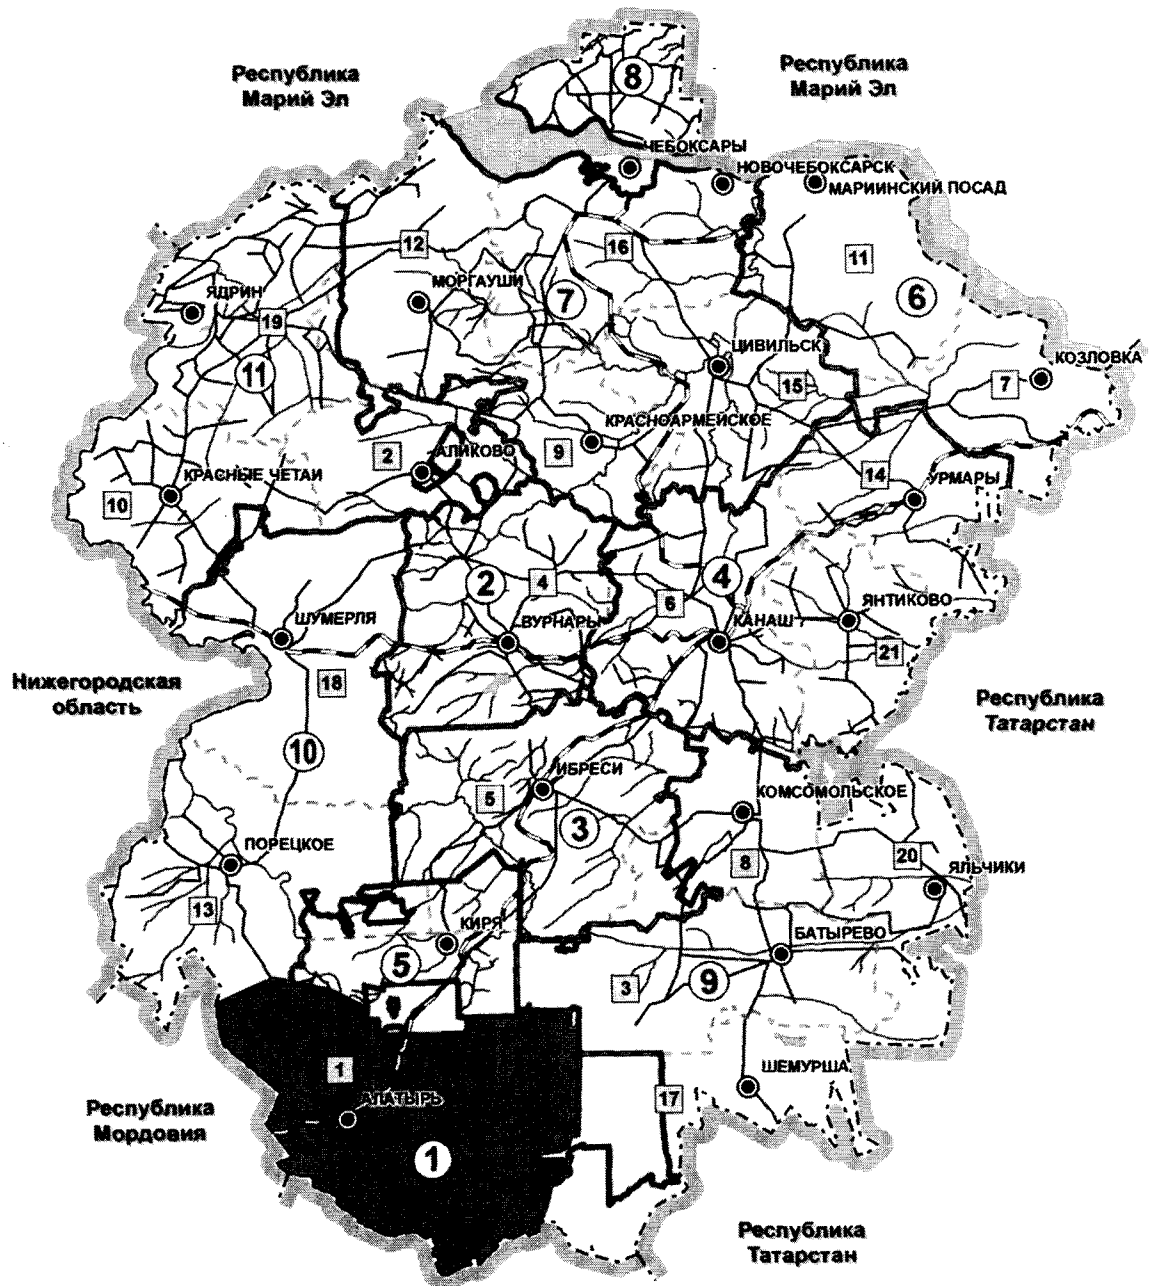 Республика
Марий Эл
8
Республика
Марий Эл
ЧЕБОКСАРЫ
НОВОЧЕБОКСАРСК
МАРИИНСКИЙ ПОСАД
12
16
11
ЯДРИН
МОРГАУШИ
7
6
19
ЦИВИЛЬСК
КОЗЛОВКА
11
15
7
КРАСНОАРМЕЙСКОЕ
2
АЛИКОВО
9
КРАСНЫЕ ЧЕТАИ
14
УРМАРЫ
10
2
4
4
6
ЯНТИКОВО
ШУМЕРЛЯ
ВУРНАРЫ
КАНАШ
21
Нижегородская
область
18
Республика
Татарстан
10
ИБРЕСИ
5
КОМСОМОЛЬСКОЕ
3
ПОРЕЦКОЕ
8
20
ЯЛЬЧИКИ
13
КИРЯ
БАТЫРЕВО
5
3
9
1
ШЕМУРША
АЛАТЫРЬ
17
Республика
Мордовия
1
Республика
Татарстан